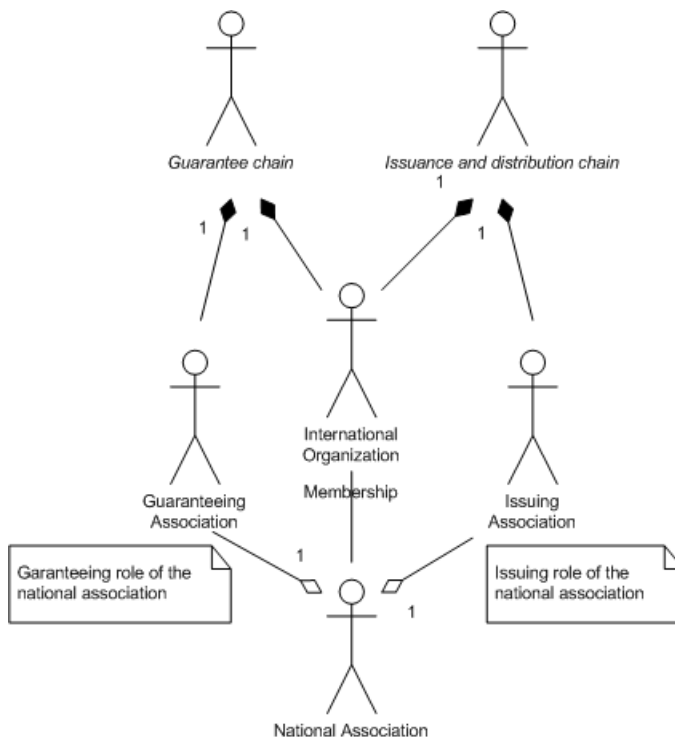 Guarantee chain
Issuance and distribution chain
1
1
1
1
International
Organization
Membership
Guaranteeing
Association
Issuing
Association
1
Garanteeing role of the
national association
Issuing role of the
national association
1
National Association